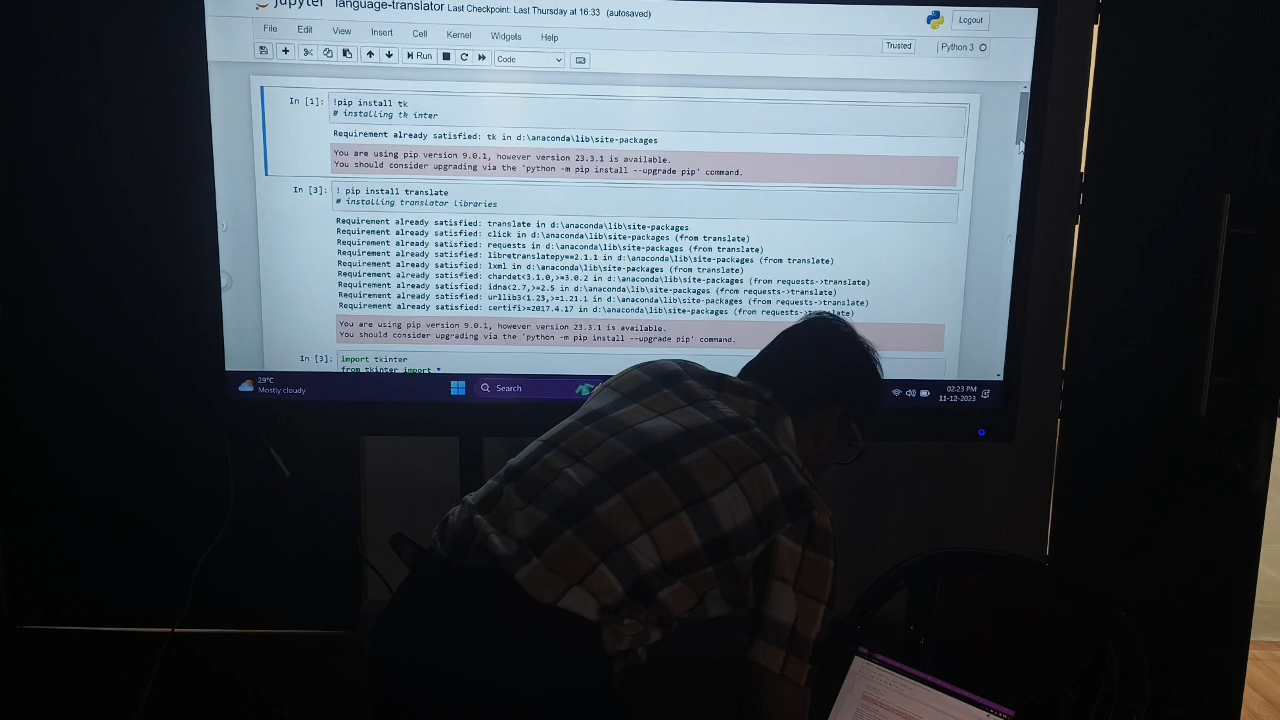 jupyter language-translator Last Checkpoint: Last Thursday at 16:33 (autosaved)
Logout
File Edit View Insert Cell Kernel Widgets Help
Trusted Python 3
Run Code
In [1]: !pip install tk
# installing tk inter
Requirement already satisfied: tk in d:\anaconda\lib\site-packages
You are using pip version 9.0.1, however version 23.3.1 is available.
You should consider upgrading via the 'python -m pip install --upgrade pip' command.
In [3]: ! pip install translate
# installing translator libraries
Requirement already satisfied: translate in d:\anaconda\lib\site-packages
Requirement already satisfied: click in d:\anaconda\lib\site-packages (from translate)
Requirement already satisfied: requests in d:\anaconda\lib\site-packages (from translate)
Requirement already satisfied: libretranslatepy==2.1.1 in d:\anaconda\lib\site-packages (from translate)
Requirement already satisfied: lxml in d:\anaconda\lib\site-packages (from translate)
Requirement already satisfied: chardet<3.1.0,>=3.0.2 in d:\anaconda\lib\site-packages (from requests->translate)
Requirement already satisfied: idna<2.7,>=2.5 in d:\anaconda\lib\site-packages (from requests->translate)
Requirement already satisfied: urllib3<1.23,>=1.21.1 in d:\anaconda\lib\site-packages (from requests->translate)
Requirement already satisfied: certifi>=2017.4.17 in d:\anaconda\lib\site-packages (from requests->translate)
You are using pip version 9.0.1, however version 23.3.1 is available.
You should consider upgrading via the 'python -m pip install --upgrade pip' command.
In [3]: import tkinter
from tkinter import *
29°C
Mostly cloudy
Search
02:23 PM
11-12-2023